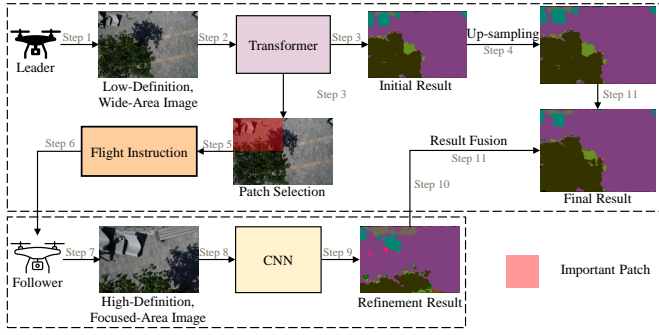 Step 1
Step 2
Transformer
Step 3
Up-sampling
Step 4
Leader
Low-Definition,
Wide-Area Image
Initial Result
Step 3
Step 11
Step 6
Flight Instruction
Step 5
Result Fusion
Step 11
Patch Selection
Step 10
Final Result
Step 7
Step 8
CNN
Step 9
Follower
High-Definition,
Focused-Area Image
Refinement Result
Important Patch